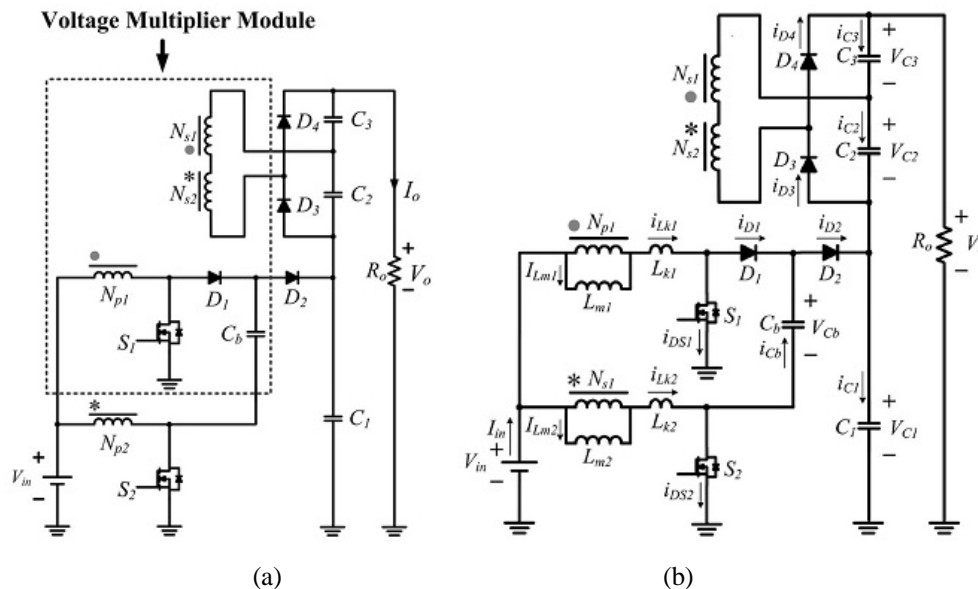 Voltage Multiplier Module
Ns1
*
Ns2
D4
D3
C3
C2
Io
Ro
+
Vo
−
Np1
D1
D2
S1
Cb
*
Np2
C1
+
Vin
−
S2
(a)
iD4
iC3
+
D4
C3
VC3
−
Ns1
*
Ns2
iC2
+
C2
VC2
−
D3
iD3
Np1
iLk1
iD1
iD2
Ro
+
V
−
ILm1
Lm1
Lk1
D1
D2
S1
iDS1
Cb
+
VCb
−
iCb
* Ns1
iLk2
iC1
Iin
ILm2
Lm2
Lk2
C1
+
VC1
−
Vin
+
−
S2
iDS2
(b)